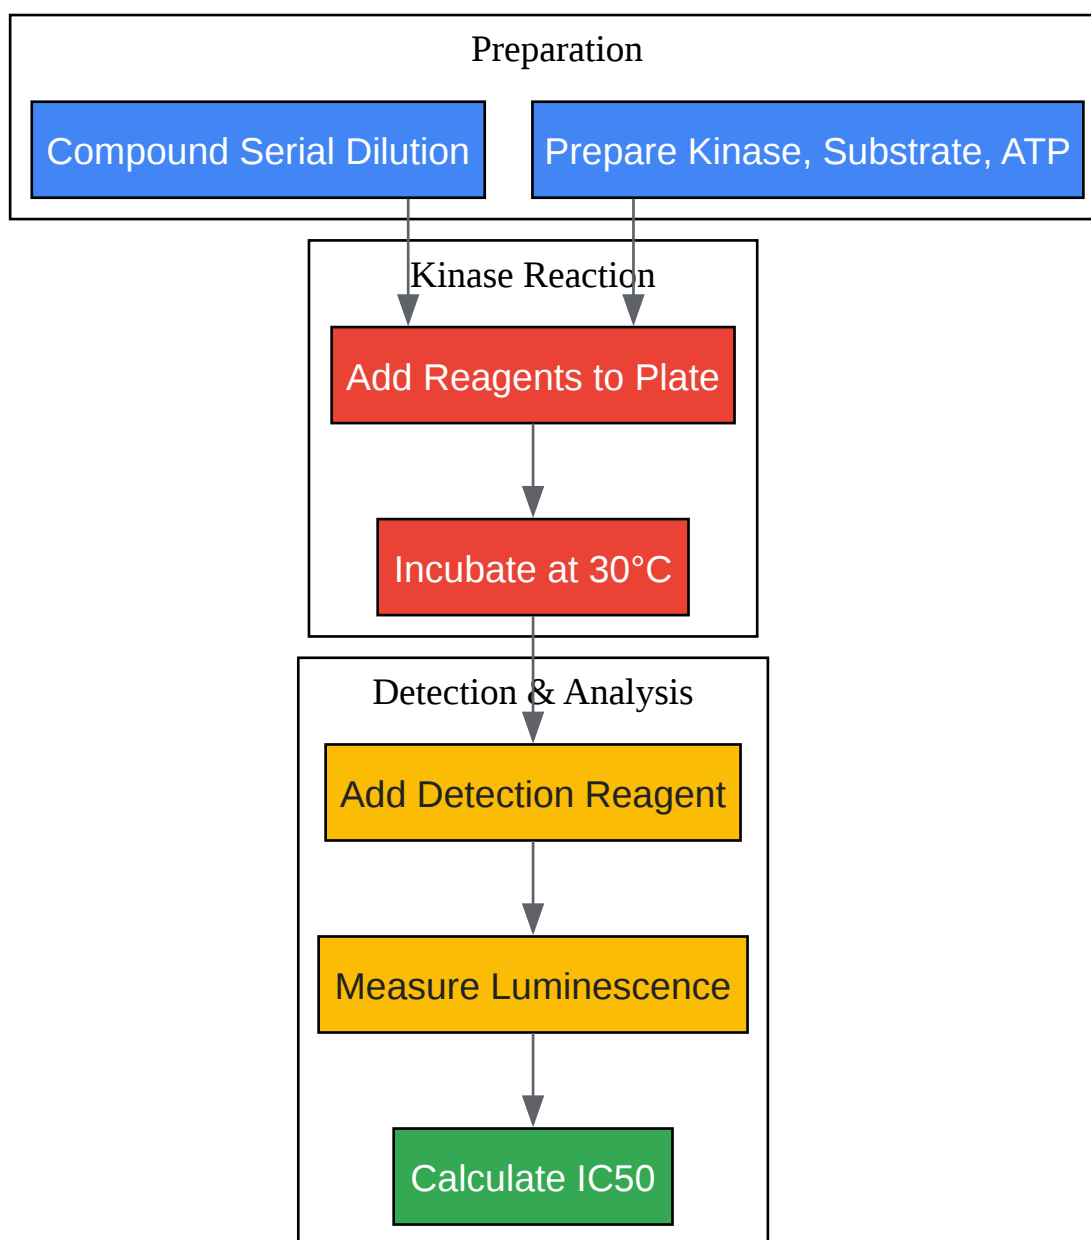 Preparation
Compound Serial Dilution
Prepare Kinase, Substrate, ATP
Kinase Reaction
Add Reagents to Plate
Incubate at 30°C
Detection & Analysis
Add Detection Reagent
Measure Luminescence
Calculate IC50